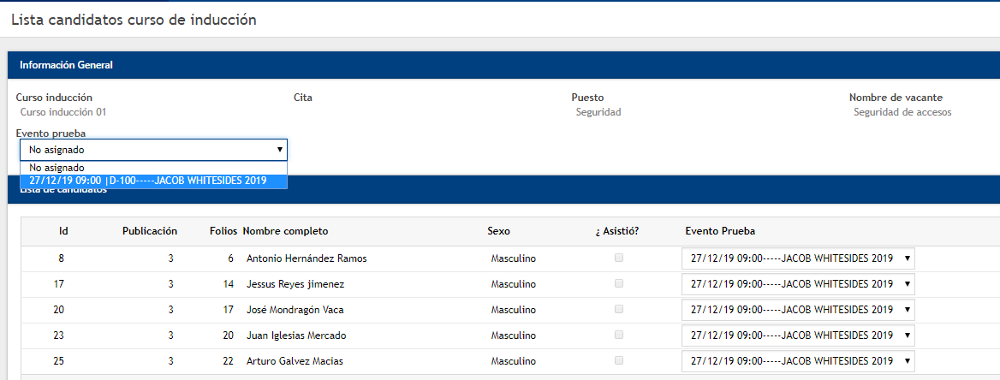 Lista candidatos curso de inducción
Información General
Curso inducción Cita Puesto Nombre de vacante
Curso inducción 01 Seguridad Seguridad de accesos
Evento prueba
No asignado
No asignado
27/12/19 09:00 |D-100-----JACOB WHITESIDES 2019
Lista de candidatos
Id Publicación Folios Nombre completo Sexo ¿ Asistió? Evento Prueba
8 3 6 Antonio Hernández Ramos Masculino 27/12/19 09:00-----JACOB WHITESIDES 2019
17 3 14 Jessus Reyes jimenez Masculino 27/12/19 09:00-----JACOB WHITESIDES 2019
20 3 17 José Mondragón Vaca Masculino 27/12/19 09:00-----JACOB WHITESIDES 2019
23 3 20 Juan Iglesias Mercado Masculino 27/12/19 09:00-----JACOB WHITESIDES 2019
25 3 22 Arturo Galvez Macias Masculino 27/12/19 09:00-----JACOB WHITESIDES 2019